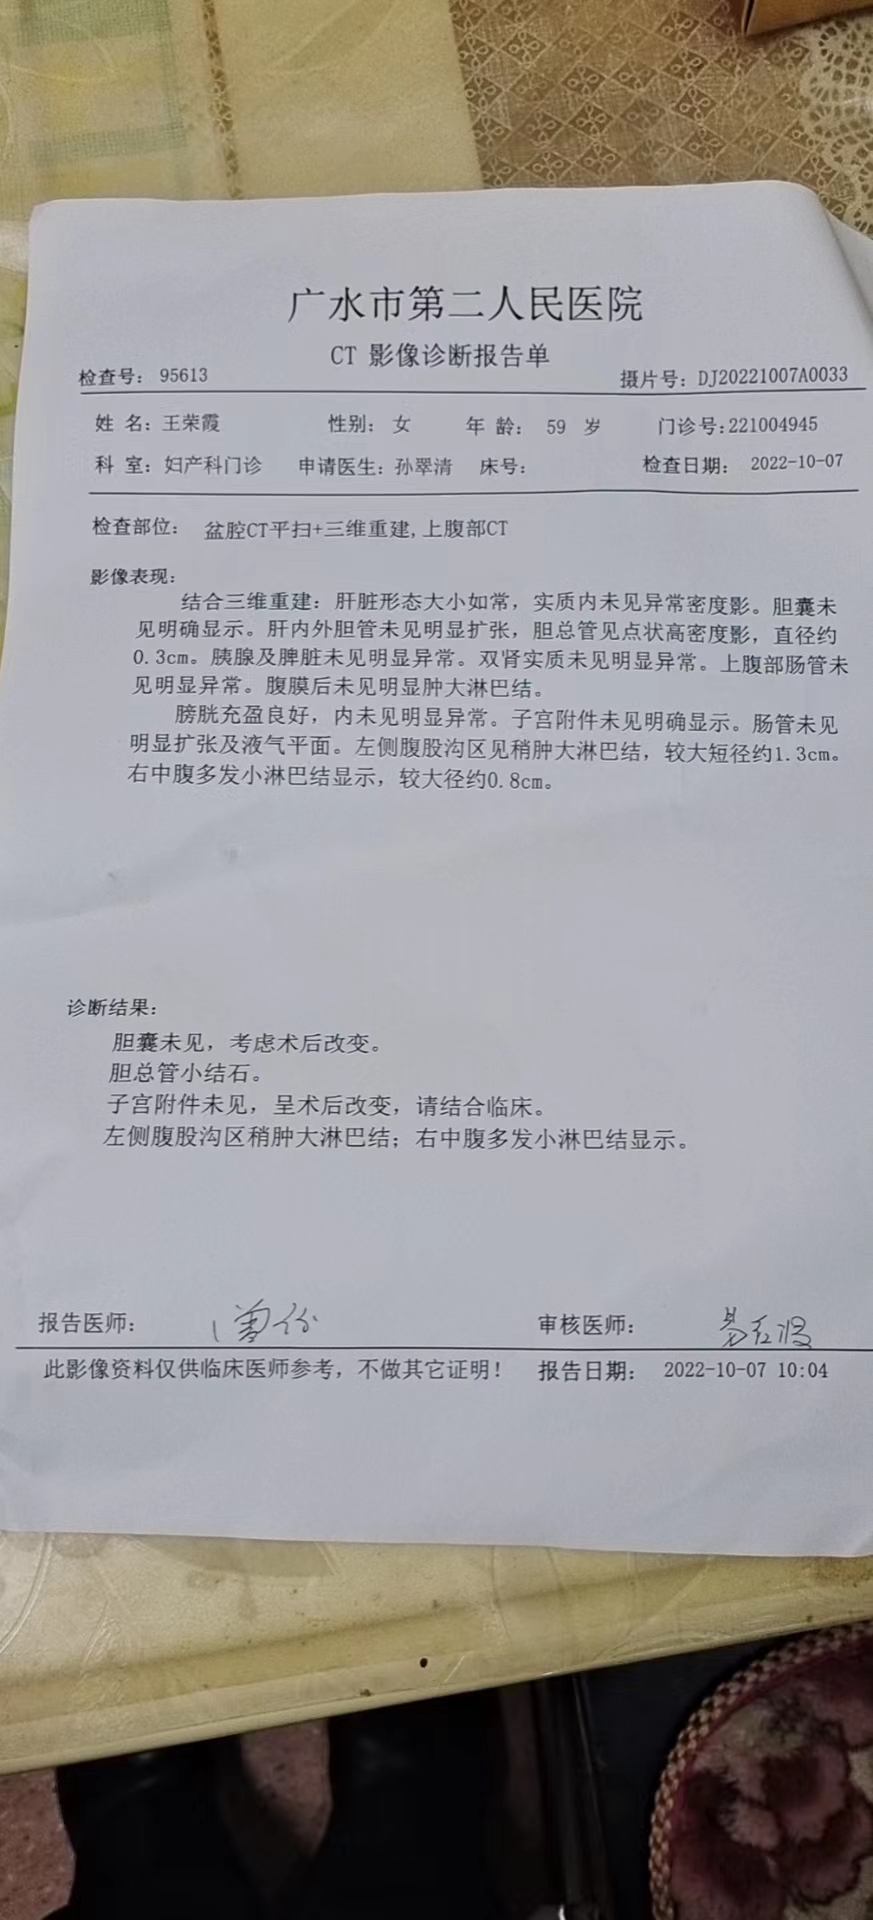 广水市第二人民医院
CT 影像诊断报告单
检查号: 95613 摄片号: DJ20221007A0033
姓 名: 王荣霞 性别: 女 年 龄: 59 岁 门诊号:221004945
科 室: 妇产科门诊 申请医生: 孙翠清 床号: 检查日期: 2022-10-07
检查部位: 盆腔CT平扫+三维重建,上腹部CT
影像表现:
结合三维重建：肝脏形态大小如常，实质内未见异常密度影。胆囊未
见明确显示。肝内外胆管未见明显扩张，胆总管见点状高密度影，直径约
0.3cm。胰腺及脾脏未见明显异常。双肾实质未见明显异常。上腹部肠管未
见明显异常。腹膜后未见明显肿大淋巴结。
膀胱充盈良好，内未见明显异常。子宫附件未见明确显示。肠管未见
明显扩张及液气平面。左侧腹股沟区见稍肿大淋巴结，较大短径约1.3cm。
右中腹多发小淋巴结显示，较大径约0.8cm。
诊断结果:
胆囊未见，考虑术后改变。
胆总管小结石。
子宫附件未见，呈术后改变，请结合临床。
左侧腹股沟区稍肿大淋巴结；右中腹多发小淋巴结显示。
报告医师: 审核医师:
此影像资料仅供临床医师参考，不做其它证明！ 报告日期: 2022-10-07 10:04